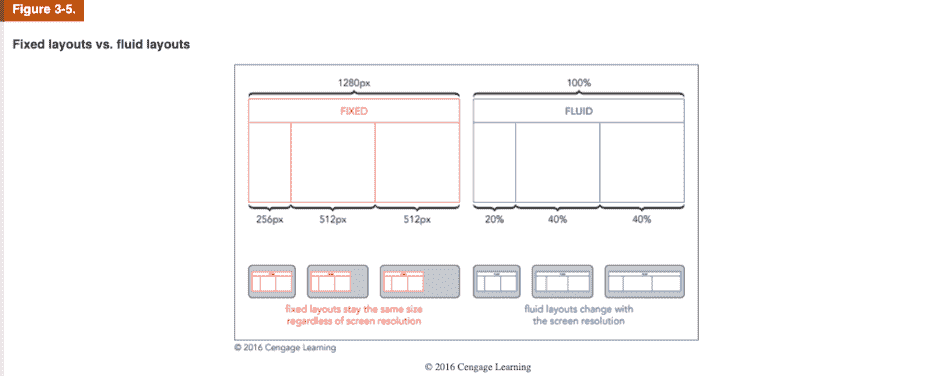 Figure 3-5.
Fixed layouts vs. fluid layouts
1280px
100%
FIXED
FLUID
256px
512px
512px
20%
40%
40%
fixed layouts stay the same size
regardless of screen resolution
fluid layouts change with
the screen resolution
© 2016 Cengage Learning
© 2016 Cengage Learning